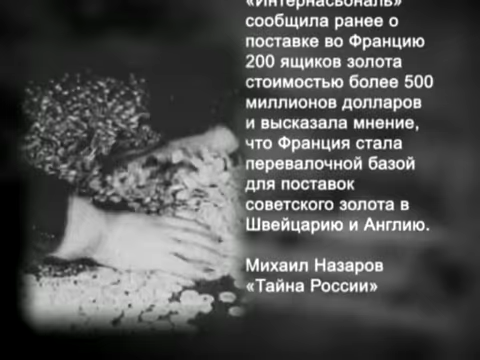 «Интернасьональ»
сообщила ранее о
поставке во Францию
200 ящиков золота
стоимостью более 500
миллионов долларов
и высказала мнение,
что Франция стала
перевалочной базой
для поставок
советского золота в
Швейцарию и Англию.
Михаил Назаров
«Тайна России»